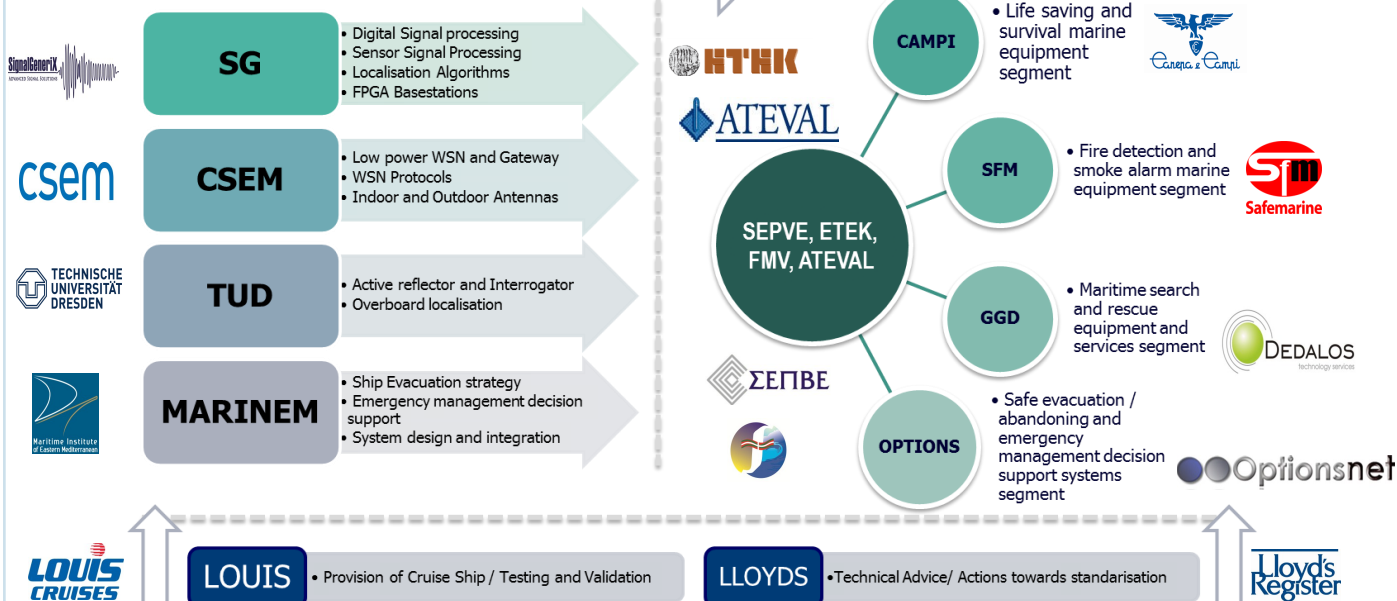 SignalGeneriX
ADVANCED SIGNAL SOLUTIONS
SG
• Digital Signal processing
• Sensor Signal Processing
• Localisation Algorithms
• FPGA Basestations
csem
CSEM
• Low power WSN and Gateway
• WSN Protocols
• Indoor and Outdoor Antennas
TECHNISCHE
UNIVERSITÄT
DRESDEN
TUD
• Active reflector and Interrogator
• Overboard localisation
Maritime Institute
of Eastern Mediterranean
MARINEM
• Ship Evacuation strategy
• Emergency management decision
support
• System design and integration
ETEK
ATEVAL
SEPVE, ETEK,
FMV, ATEVAL
ΣΕΠΒΕ
CAMPI
• Life saving and
survival marine
equipment
segment
Canepa & Campi
SFM
• Fire detection and
smoke alarm marine
equipment segment
Sfm
Safemarine
GGD
• Maritime search
and rescue
equipment and
services segment
DEDALOS
technology services
OPTIONS
• Safe evacuation /
abandoning and
emergency
management decision
support systems
segment
Optionsnet
LOUIS
CRUISES
LOUIS
• Provision of Cruise Ship / Testing and Validation
LLOYDS
•Technical Advice/ Actions towards standarisation
Lloyd's
Register